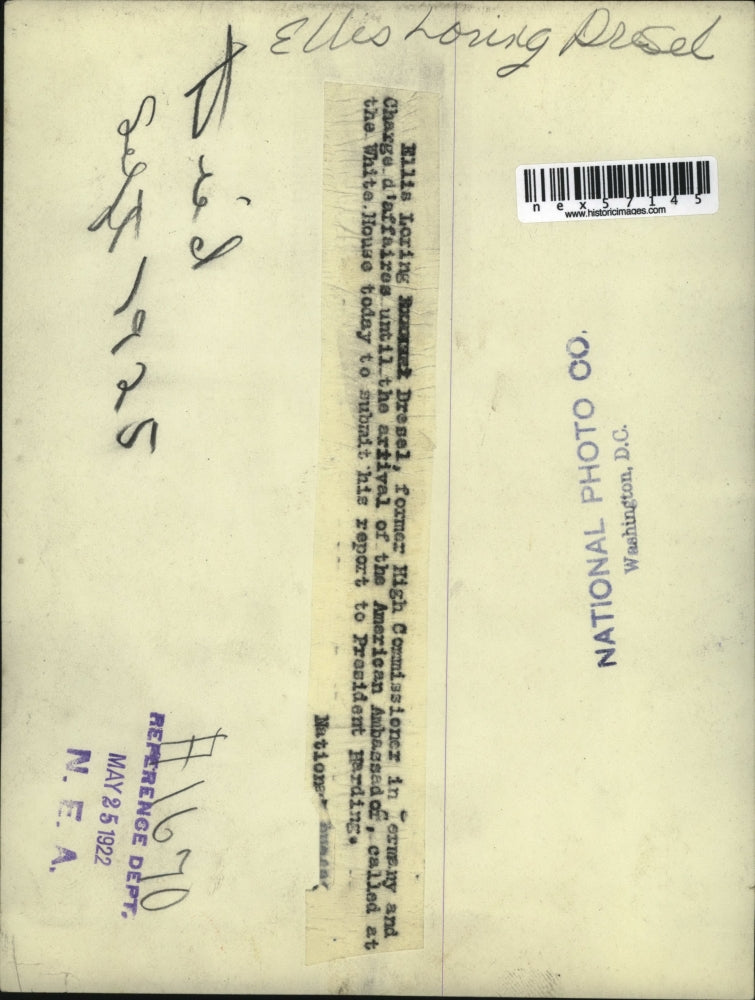 Ellis Loring Dresel
Died
Sept 1925
Ellis Loring Dresel, former High Commissioner in Germany and
Charge d'affaires until the arrival of the American Ambassador, called at
the White House today to submit his report to President Harding.
National
nex57145
www.historicimages.com
NATIONAL PHOTO CO.
Washington, D.C.
#1670
REFERENCE DEPT.
MAY 25 1922
N. E. A.